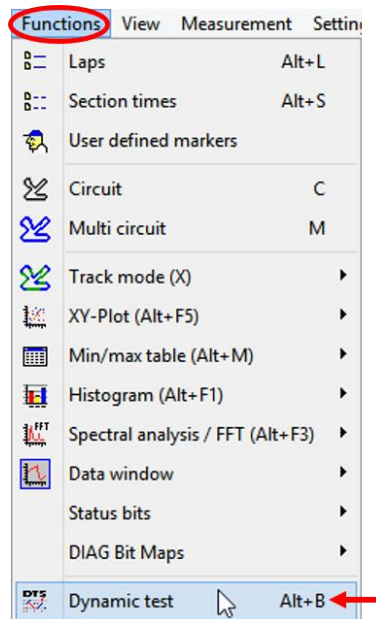 Functions View Measurement Settin
Laps Alt+L
Section times Alt+S
User defined markers
Circuit C
Multi circuit M
Track mode (X)
XY-Plot (Alt+F5)
Min/max table (Alt+M)
Histogram (Alt+F1)
FFT Spectral analysis / FFT (Alt+F3)
Data window
Status bits
DIAG Bit Maps
DTS Dynamic test Alt+B